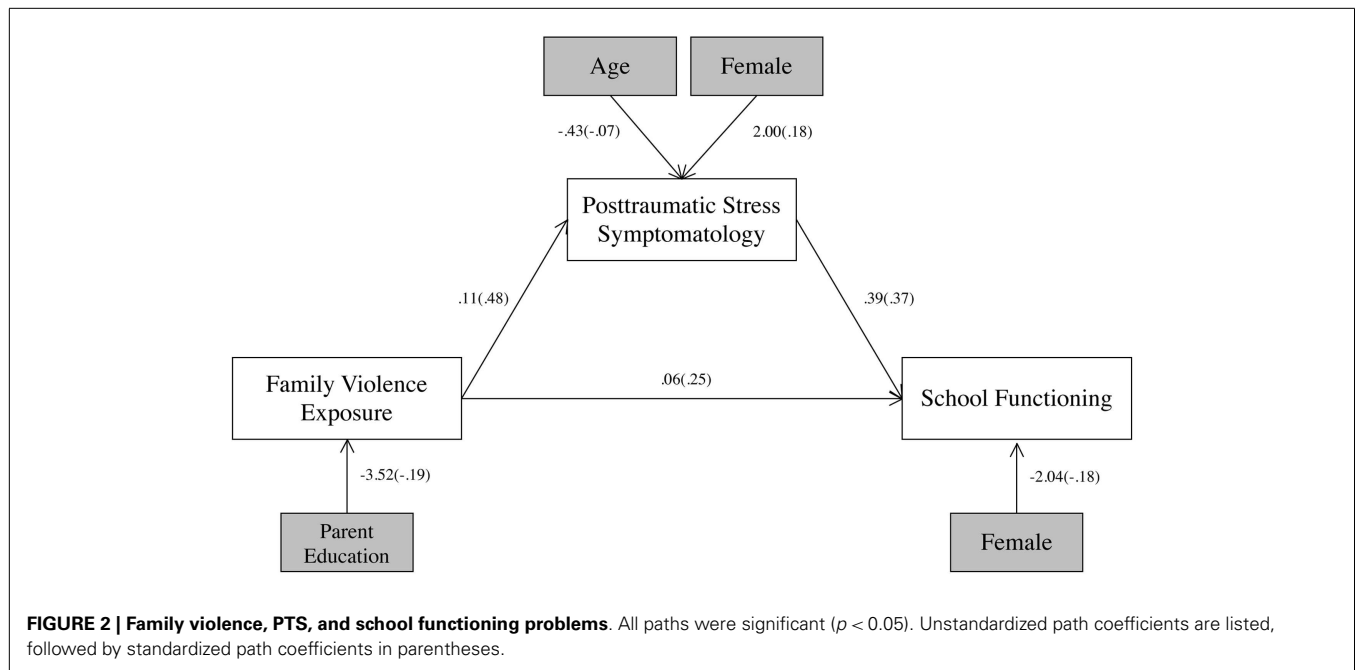 Age
Female
-.43(-.07)
2.00(.18)
Posttraumatic Stress
Symptomatology
.11(.48)
.39(.37)
Family Violence
Exposure
.06(.25)
School Functioning
-3.52(-.19)
-2.04(-.18)
Parent
Education
Female
FIGURE 2 | Family violence, PTS, and school functioning problems. All paths were significant (p < 0.05). Unstandardized path coefficients are listed,
followed by standardized path coefficients in parentheses.